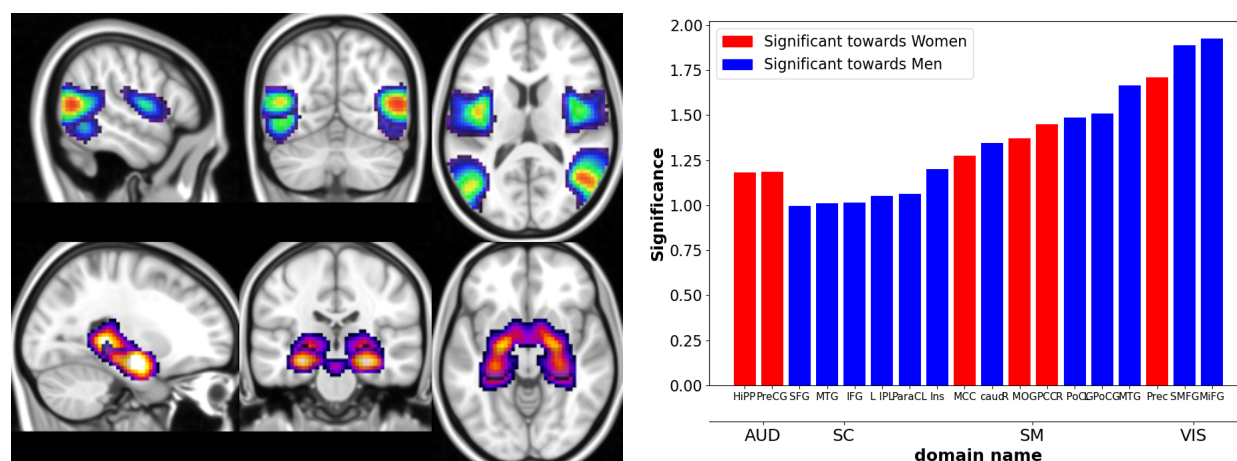 2.00
1.75
1.50
1.25
1.00
0.75
0.50
0.25
0.00
Significance
Significant towards Women
Significant towards Men
HiPP PreCG SFG MTG IFG L IPL ParaCL Ins MCC caud R MOG PCC R PoCG L PoCG MTG Prec SMFG MiFG
AUD SC SM VIS
domain name